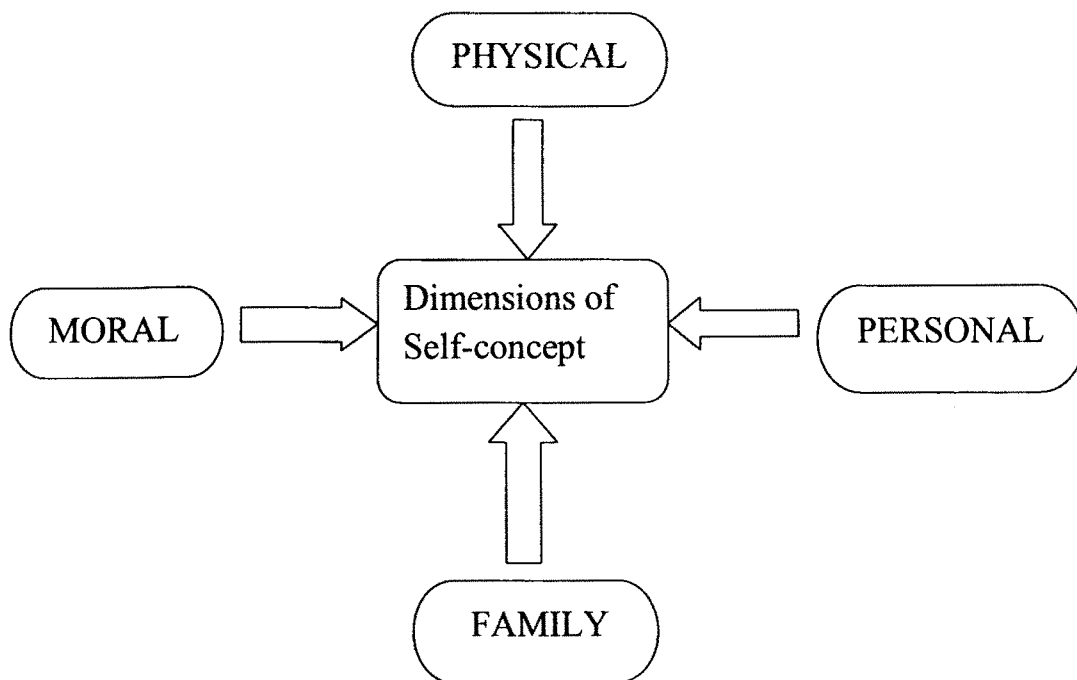 PHYSICAL
Dimensions of
Self-concept
MORAL
PERSONAL
FAMILY